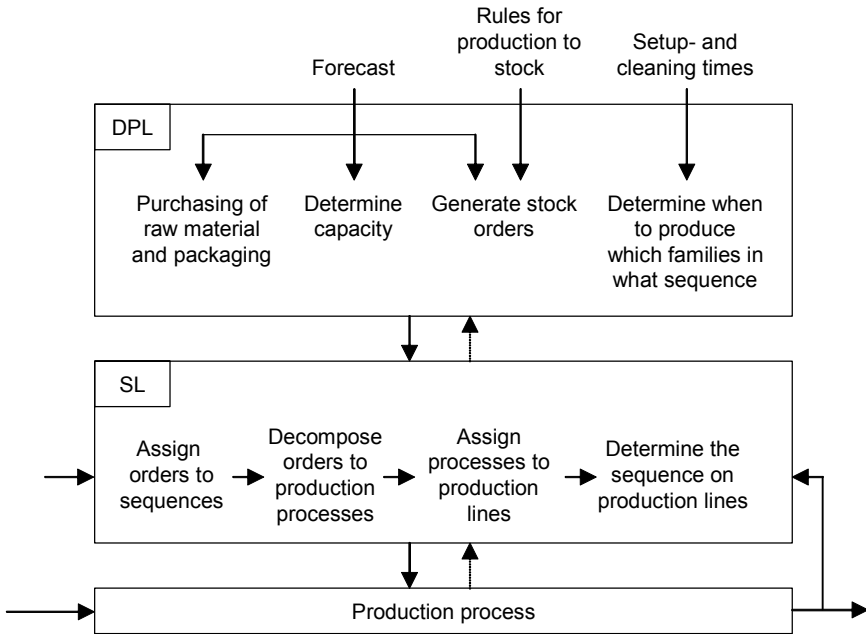 Forecast
Rules for
production to
stock
Setup- and
cleaning times
DPL
Purchasing of
raw material
and packaging
Determine
capacity
Generate stock
orders
Determine when
to produce
which families in
what sequence
SL
Assign
orders to
sequences
Decompose
orders to
production
processes
Assign
processes to
production
lines
Determine the
sequence on
production lines
Production process